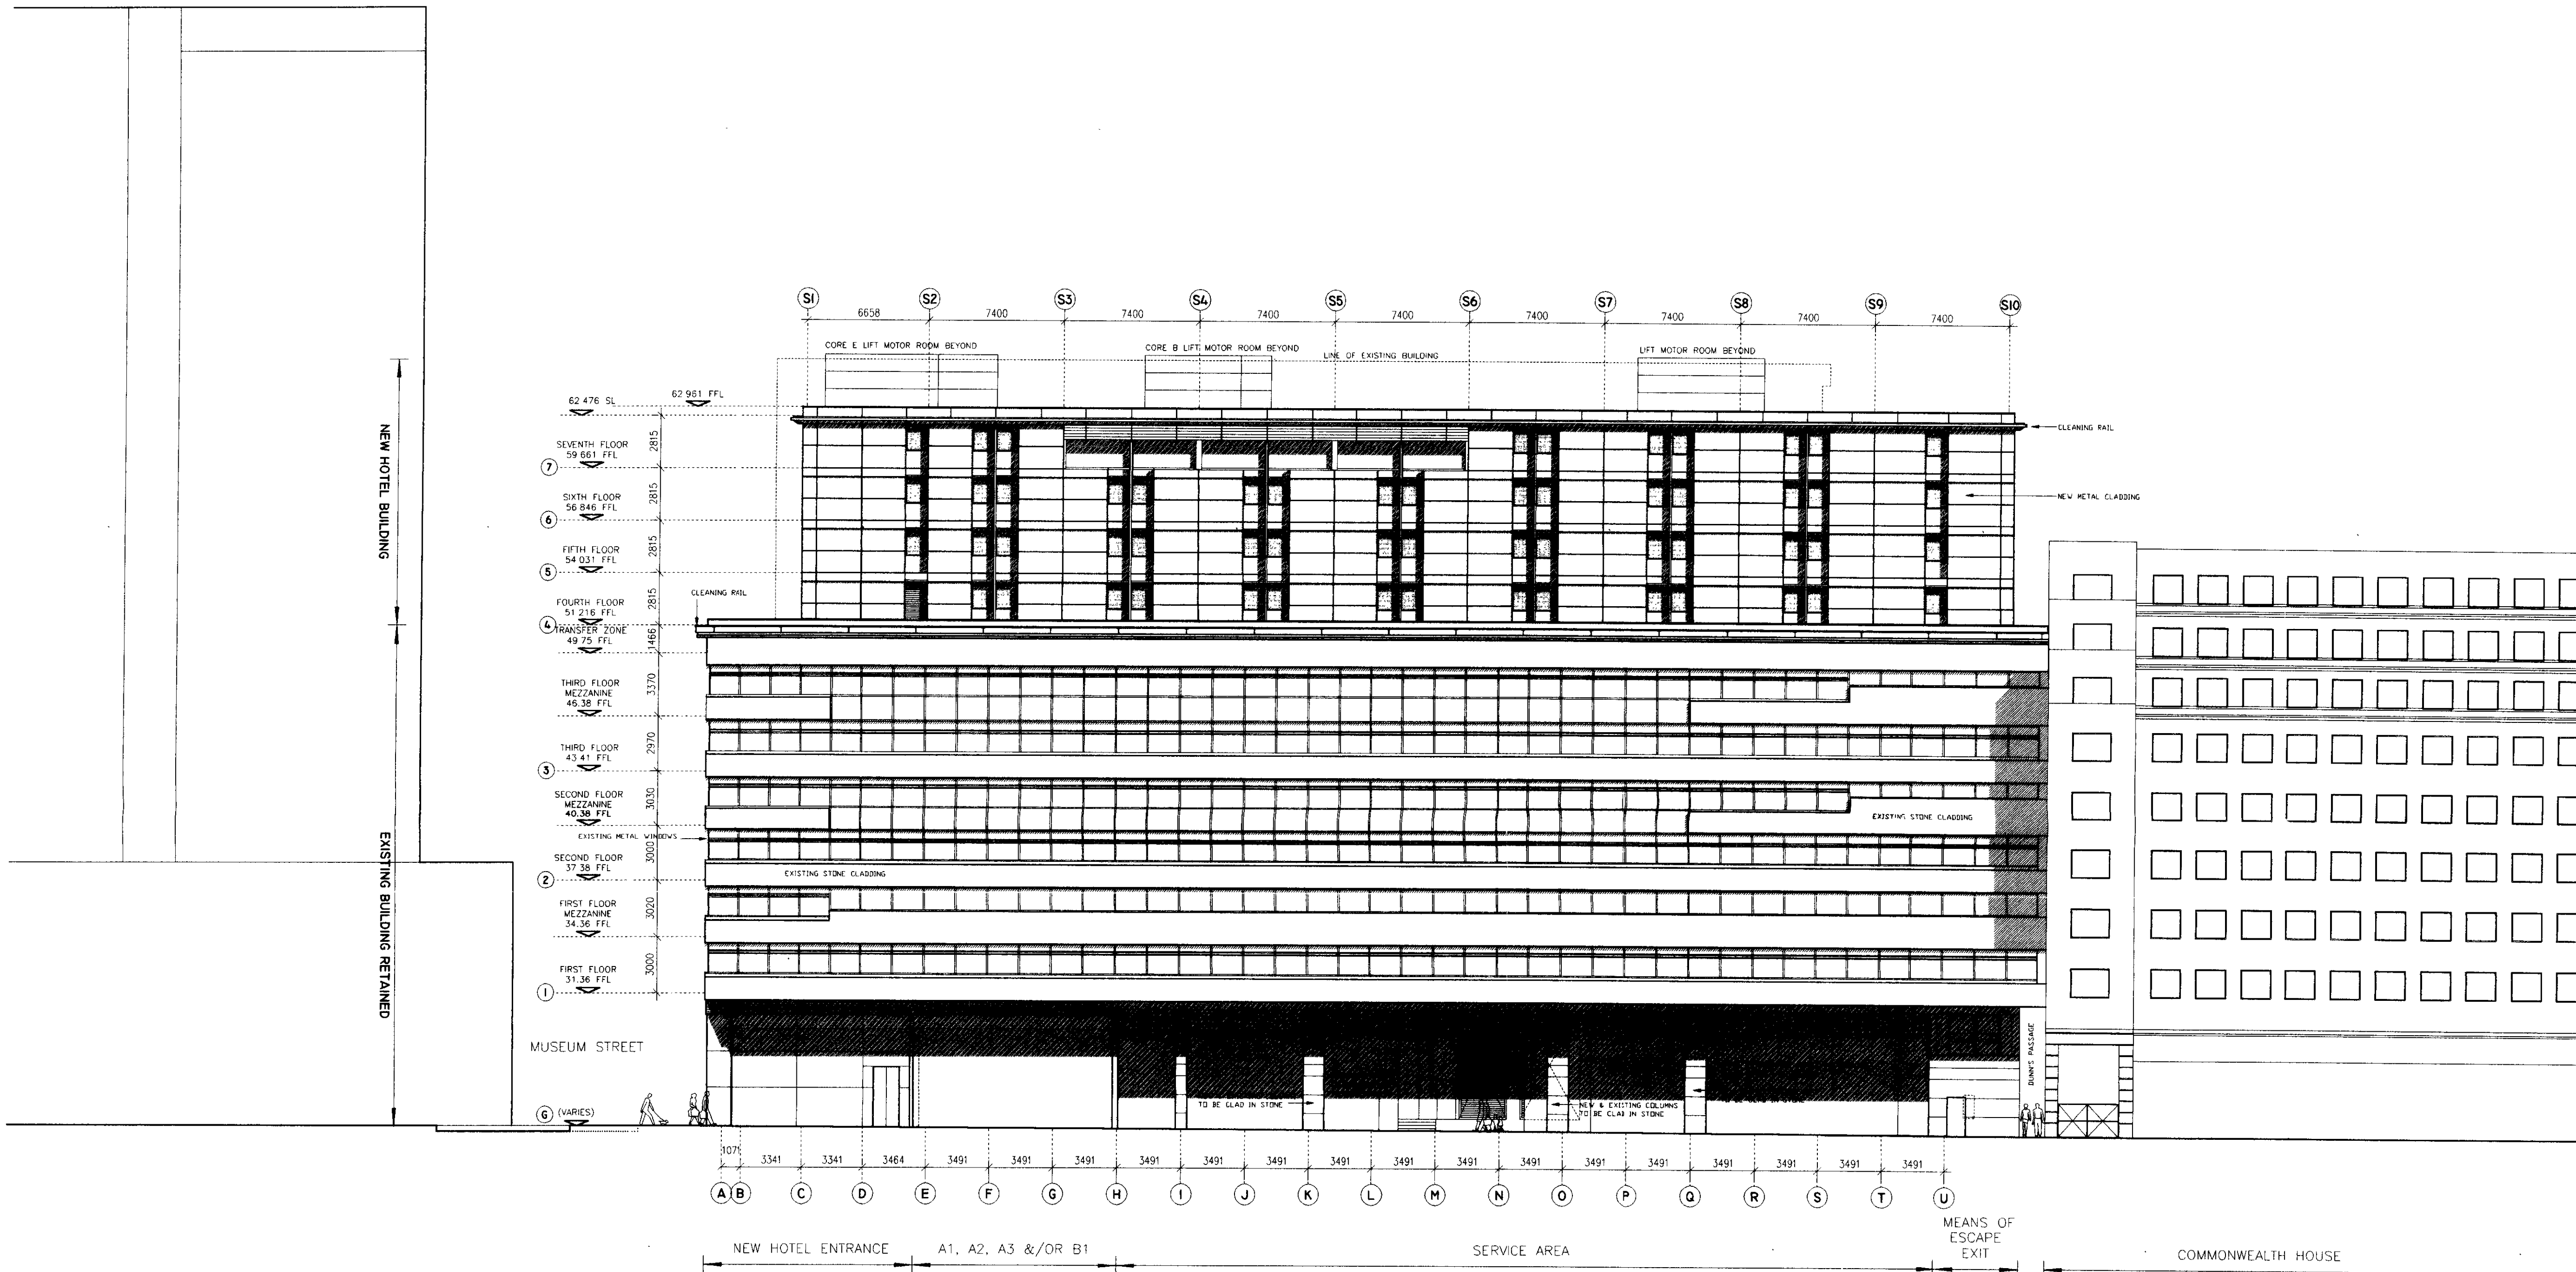 S1 S2 S3 S4 S5 S6 S7 S8 S9 S10
6658 7400 7400 7400 7400 7400 7400 7400 7400
CORE E LIFT MOTOR ROOM BEYOND
CORE B LIFT MOTOR ROOM BEYOND
LINE OF EXISTING BUILDING
LIFT MOTOR ROOM BEYOND
62 476 SL
62 961 FFL
CLEANING RAIL
NEW METAL CLADDING
NEW HOTEL BUILDING
EXISTING BUILDING RETAINED
2815
SEVENTH FLOOR
59 661 FFL
7
2815
SIXTH FLOOR
56 846 FFL
6
2815
FIFTH FLOOR
54 031 FFL
5
2815
CLEANING RAIL
FOURTH FLOOR
51 216 FFL
4
TRANSFER ZONE
49.75 FFL
1466
3370
THIRD FLOOR
MEZZANINE
46.38 FFL
2970
THIRD FLOOR
43 41 FFL
3
3030
SECOND FLOOR
MEZZANINE
40.38 FFL
EXISTING METAL WINDOWS
EXISTING STONE CLADDING
3000
SECOND FLOOR
37 38 FFL
2
EXISTING STONE CLADDING
3020
FIRST FLOOR
MEZZANINE
34.36 FFL
3000
FIRST FLOOR
31.36 FFL
1
MUSEUM STREET
DUNN'S PASSAGE
G (VARIES)
TO BE CLAD IN STONE
NEW & EXISTING COLUMNS
TO BE CLAD IN STONE
1071 3341 3341 3464 3491 3491 3491 3491 3491 3491 3491 3491 3491 3491 3491 3491 3491 3491 3491 3491
A B C D E F G H I J K L M N O P Q R S T U
NEW HOTEL ENTRANCE
A1, A2, A3 &/OR B1
SERVICE AREA
MEANS OF
ESCAPE
EXIT
COMMONWEALTH HOUSE